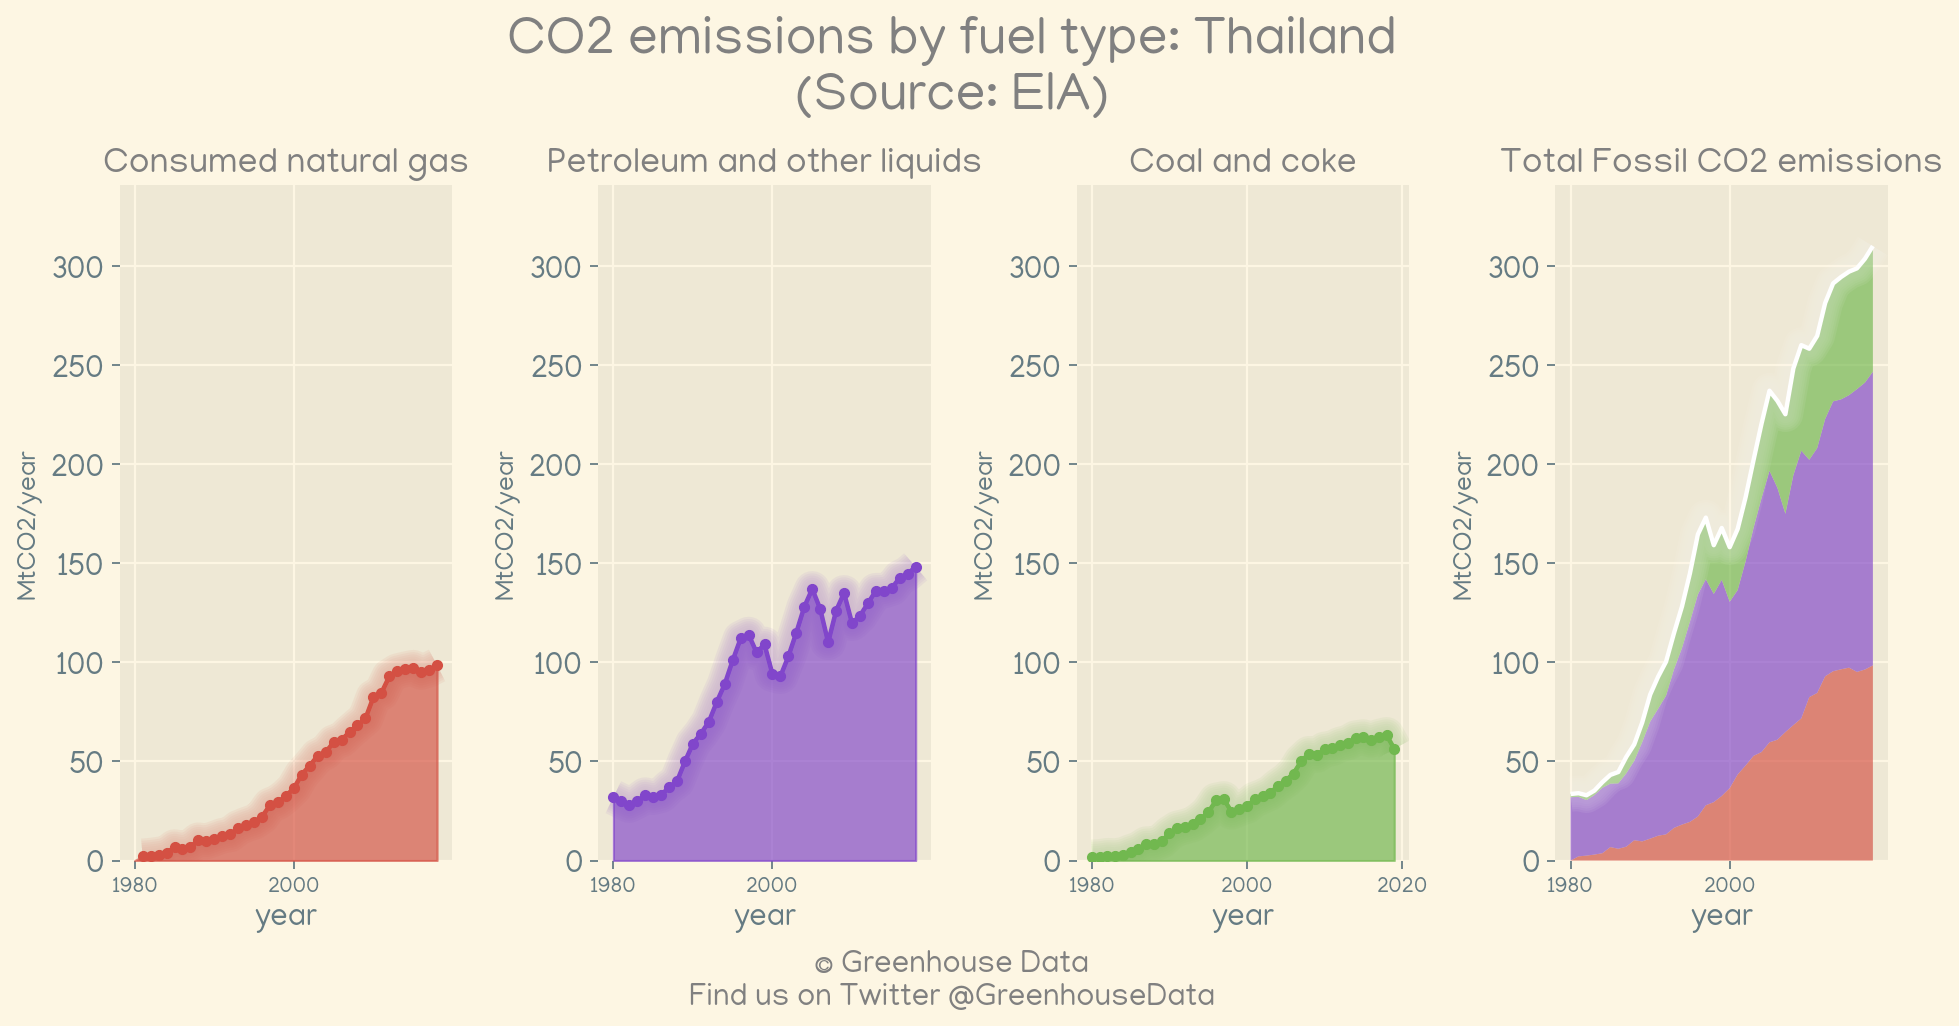 CO2 emissions by fuel type: Thailand
(Source: EIA)
Consumed natural gas
Petroleum and other liquids
Coal and coke
Total Fossil CO2 emissions
300
250
200
150
100
50
0
MtCO2/year
1980
2000
year
300
250
200
150
100
50
0
MtCO2/year
1980
2000
year
300
250
200
150
100
50
0
MtCO2/year
1980
2000
2020
year
300
250
200
150
100
50
0
MtCO2/year
1980
2000
year
© Greenhouse Data
Find us on Twitter @GreenhouseData